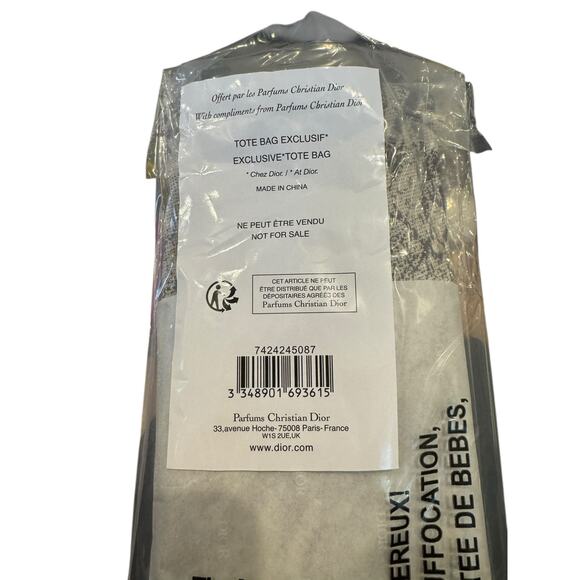 Offert par les Parfums Christian Dior
With compliments from Parfums Christian Dior
TOTE BAG EXCLUSIF*
EXCLUSIVE*TOTE BAG
* Chez Dior. / * At Dior.
MADE IN CHINA
NE PEUT ÊTRE VENDU
NOT FOR SALE
CET ARTICLE NE PEUT
ÊTRE DISTRIBUÉ QUE PAR LES
DÉPOSITAIRES AGRÉÉS DES
Parfums Christian Dior
7424245087
3 348901 693615
Parfums Christian Dior
33,avenue Hoche-75008 Paris-France
W1S 2UE,UK
www.dior.com
EREUX!
UFFOCATION,
TEE DE BEBES,